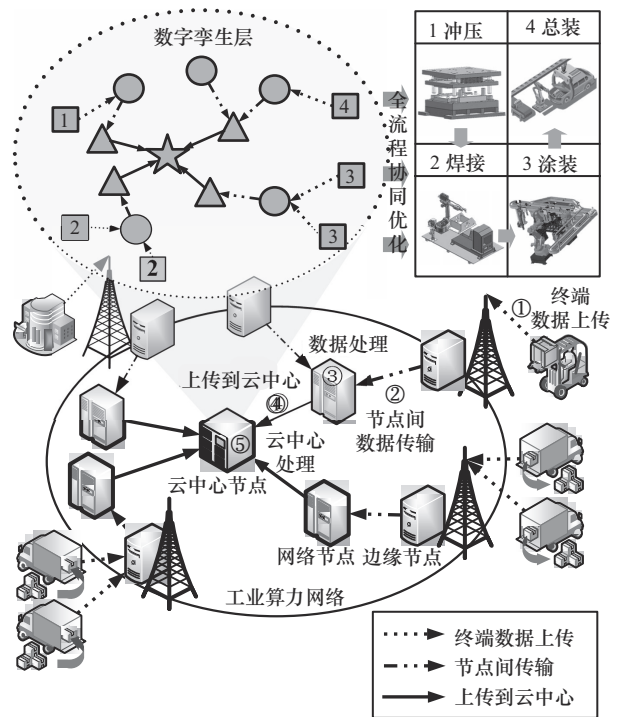 数字孪生层
1
4
3
3
2
2
全流程协同优化
1 冲压
4 总装
2 焊接
3 涂装
①
终端
数据上传
数据处理
③
②
节点间
数据传输
上传到云中心
④
⑤
云中心
处理
云中心节点
网络节点
边缘节点
工业算力网络
终端数据上传
节点间传输
上传到云中心